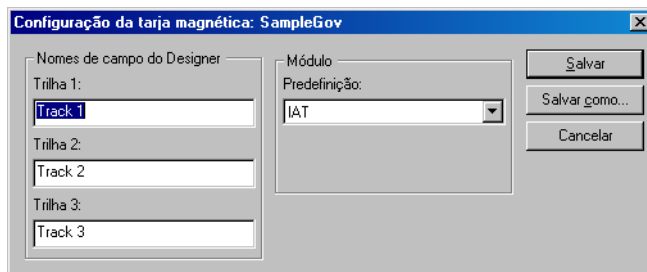 Configuração da tarja magnética: SampleGov
Nomes de campo do Designer
Trilha 1:
Track 1
Trilha 2:
Track 2
Trilha 3:
Track 3
Módulo
Predefinição:
IAT
Salvar
Salvar como...
Cancelar